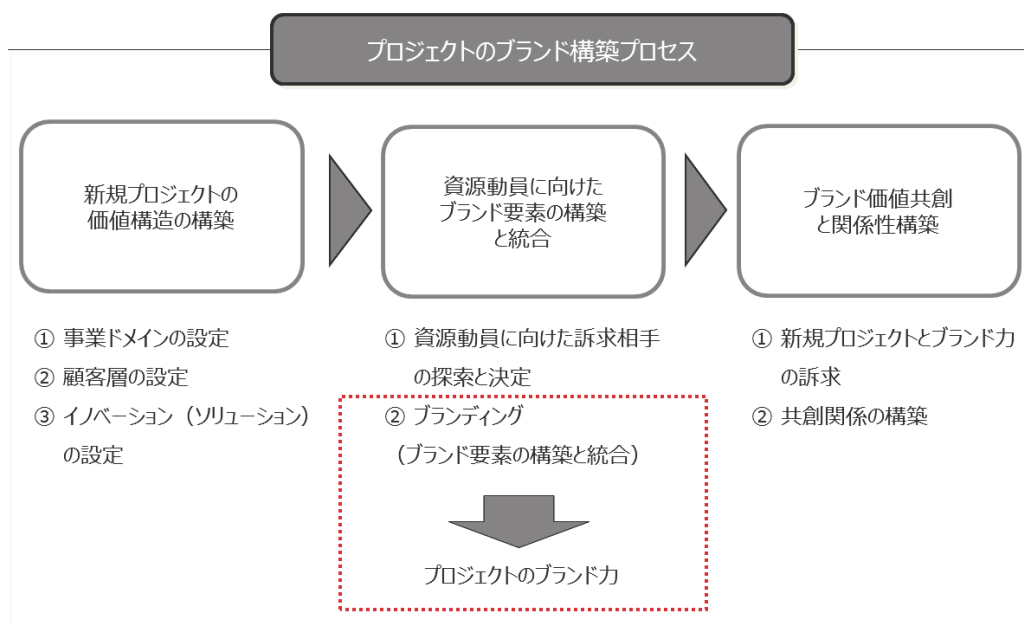 プロジェクトのブランド構築プロセス
新規プロジェクトの
価値構造の構築
資源動員に向けた
ブランド要素の構築
と統合
ブランド価値共創
と関係性構築
① 事業ドメインの設定
② 顧客層の設定
③ イノベーション（ソリューション）
の設定
① 資源動員に向けた訴求相手
の探索と決定
② ブランディング
（ブランド要素の構築と統合）
プロジェクトのブランド力
① 新規プロジェクトとブランド力
の訴求
② 共創関係の構築